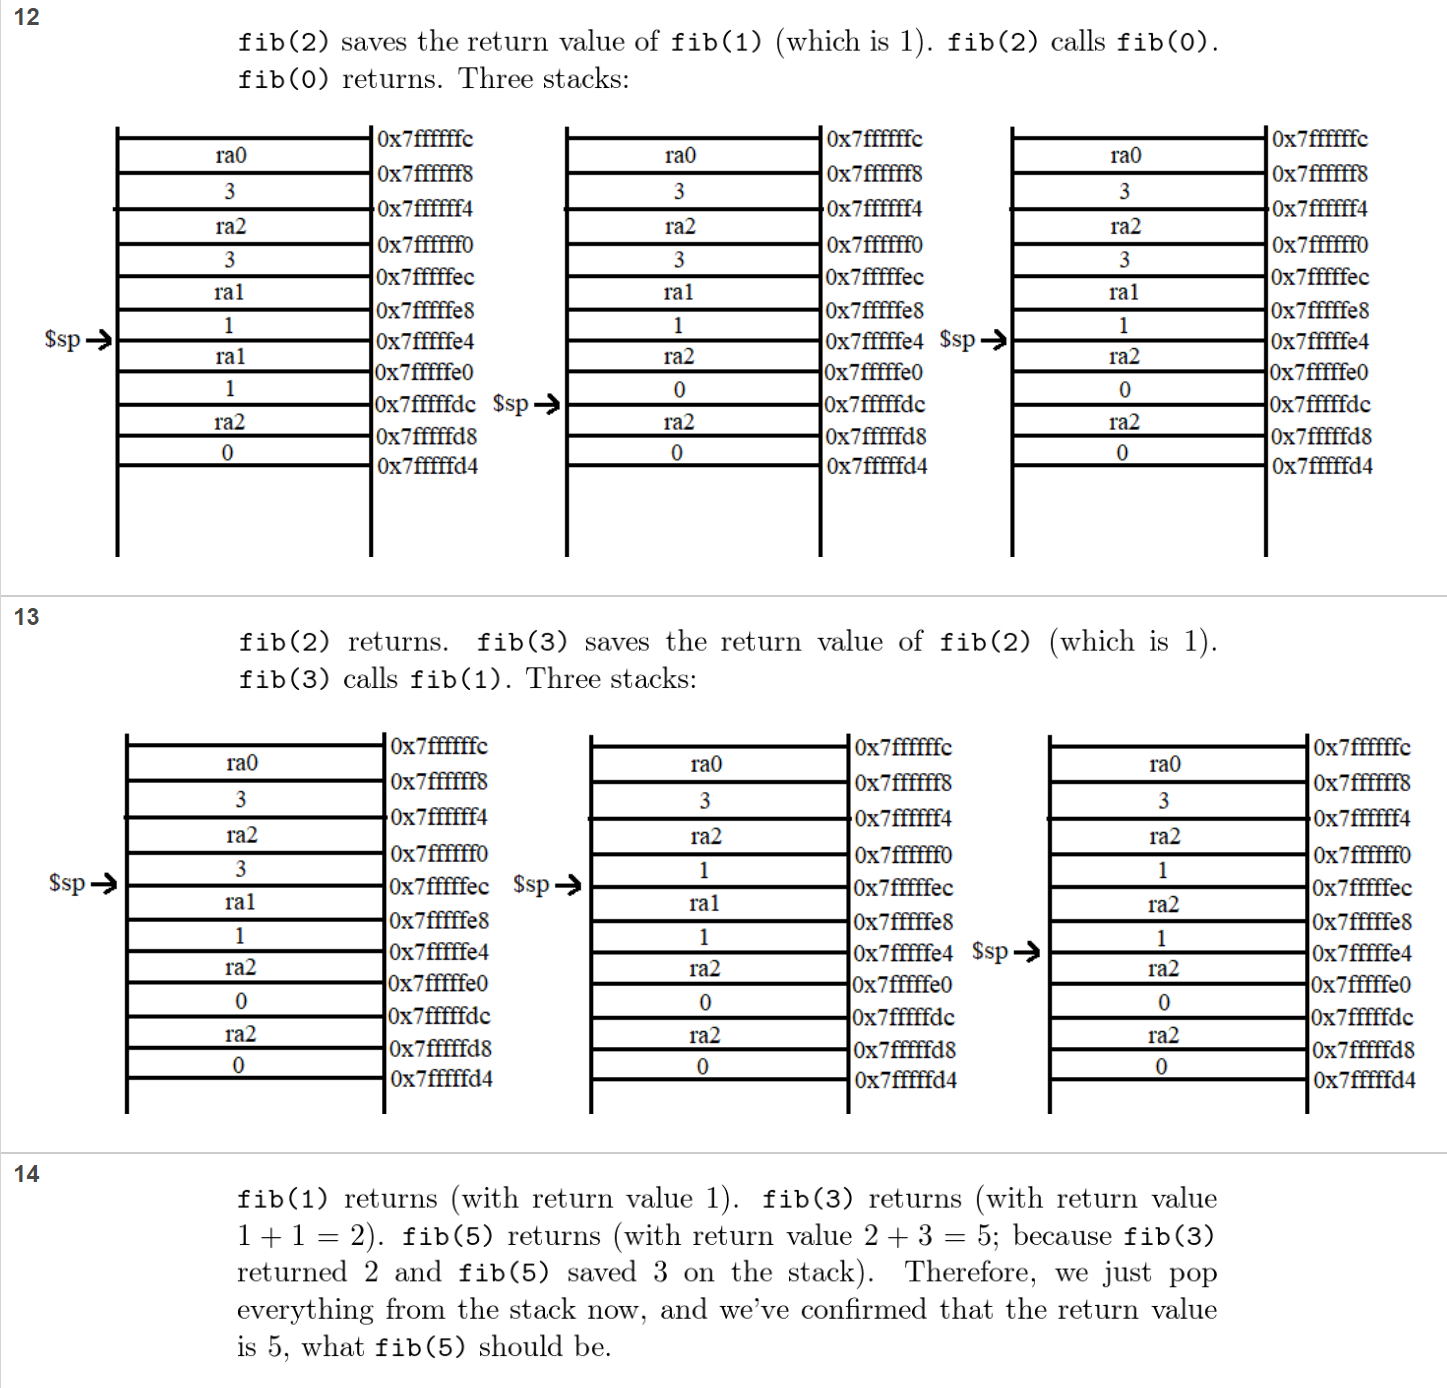 12
fib(2) saves the return value of fib(1) (which is 1). fib(2) calls fib(0).
fib(0) returns. Three stacks:
0x7ffffffc
ra0
0x7ffffff8
3
0x7ffffff4
ra2
0x7ffffff0
3
0x7fffffec
ra1
0x7fffffe8
1
$sp
0x7fffffe4
ra1
0x7fffffe0
1
0x7fffffdc
ra2
0x7fffffd8
0
0x7fffffd4
0x7ffffffc
ra0
0x7ffffff8
3
0x7ffffff4
ra2
0x7ffffff0
3
0x7fffffec
ra1
0x7fffffe8
1
0x7fffffe4
ra2
0x7fffffe0
0
$sp
0x7fffffdc
ra2
0x7fffffd8
0
0x7fffffd4
0x7ffffffc
ra0
0x7ffffff8
3
0x7ffffff4
ra2
0x7ffffff0
3
0x7fffffec
ra1
0x7fffffe8
1
$sp
0x7fffffe4
ra2
0x7fffffe0
0
0x7fffffdc
ra2
0x7fffffd8
0
0x7fffffd4
13
fib(2) returns. fib(3) saves the return value of fib(2) (which is 1).
fib(3) calls fib(1). Three stacks:
0x7ffffffc
ra0
0x7ffffff8
3
0x7ffffff4
ra2
0x7ffffff0
3
$sp
0x7fffffec
ra1
0x7fffffe8
1
0x7fffffe4
ra2
0x7fffffe0
0
0x7fffffdc
ra2
0x7fffffd8
0
0x7fffffd4
0x7ffffffc
ra0
0x7ffffff8
3
0x7ffffff4
ra2
0x7ffffff0
1
$sp
0x7fffffec
ra1
0x7fffffe8
1
0x7fffffe4
ra2
0x7fffffe0
0
0x7fffffdc
ra2
0x7fffffd8
0
0x7fffffd4
0x7ffffffc
ra0
0x7ffffff8
3
0x7ffffff4
ra2
0x7ffffff0
1
0x7fffffec
ra2
0x7fffffe8
1
$sp
0x7fffffe4
ra2
0x7fffffe0
0
0x7fffffdc
ra2
0x7fffffd8
0
0x7fffffd4
14
fib(1) returns (with return value 1). fib(3) returns (with return value
1 + 1 = 2). fib(5) returns (with return value 2 + 3 = 5; because fib(3)
returned 2 and fib(5) saved 3 on the stack). Therefore, we just pop
everything from the stack now, and we've confirmed that the return value
is 5, what fib(5) should be.